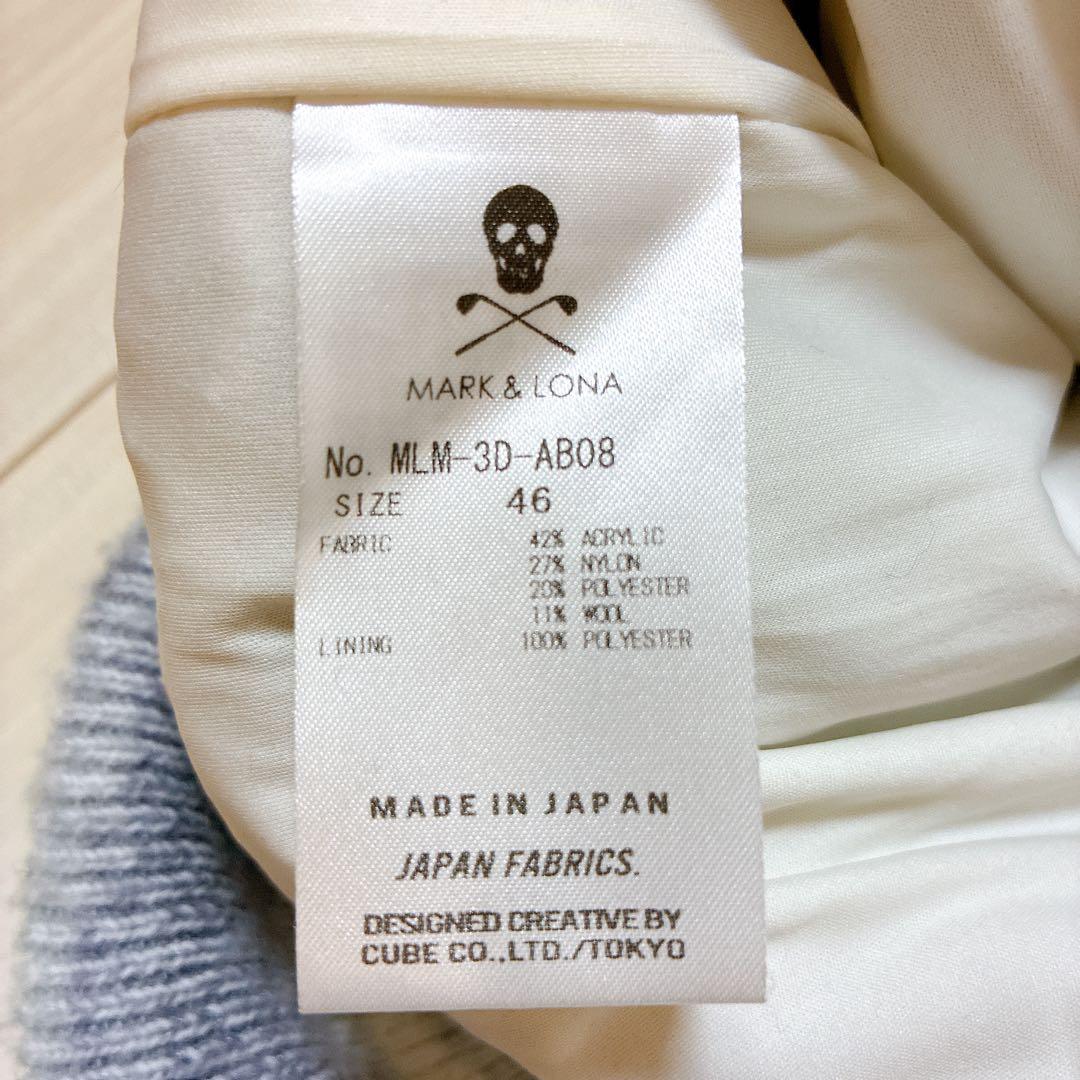 MARK & LONA
No. MLM-3D-AB08
SIZE 46
FABRIC 42% ACRYLIC
27% NYLON
20% POLYESTER
11% WOOL
LINING 100% POLYESTER
MADE IN JAPAN
JAPAN FABRICS.
DESIGNED CREATIVE BY
CUBE CO.,LTD./TOKYO